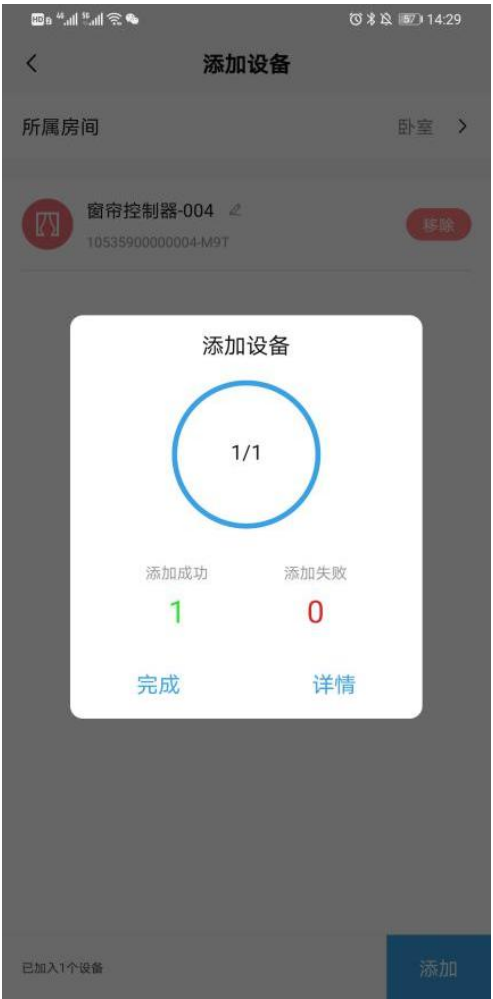 14:29
添加设备
所属房间 卧室
窗帘控制器-004
10535900000004-M9T
移除
添加设备
1/1
添加成功 添加失败
1 0
完成 详情
已加入1个设备 添加